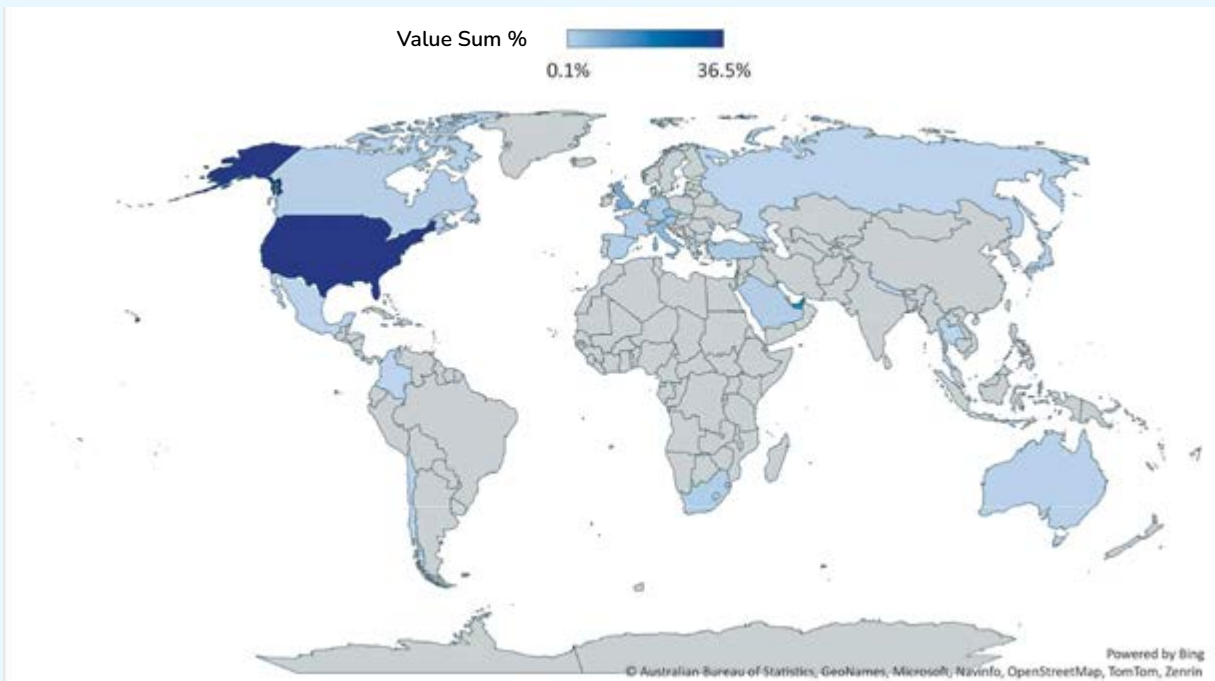 Value Sum %
0.1% 36.5%
Powered by Bing
© Australian Bureau of Statistics, GeoNames, Microsoft, Navinfo, OpenStreetMap, TomTom, Zenrin